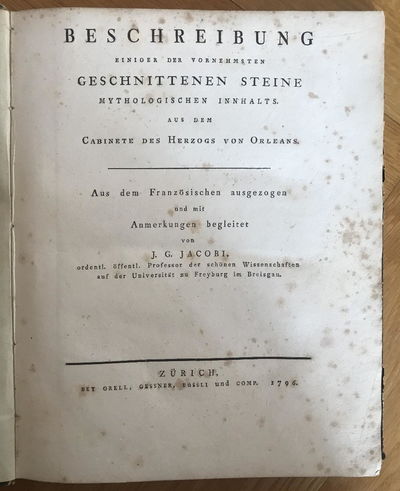 BESCHREIBUNG
EINIGER DER VORNEHMSTEN
GESCHNITTENEN STEINE
MYTHOLOGISCHEN INNHALTS.
AUS DEM
CABINETE DES HERZOGS VON ORLEANS.
Aus dem Französischen ausgezogen
und mit
Anmerkungen begleitet
von
J. G. JACOBI,
ordentl. öffentl. Professor der schönen Wissenschaften
auf der Universität zu Freyburg im Breisgau.
ZÜRICH,
BEY ORELL, GESSNER, FÜSSLI und COMP. 1796.